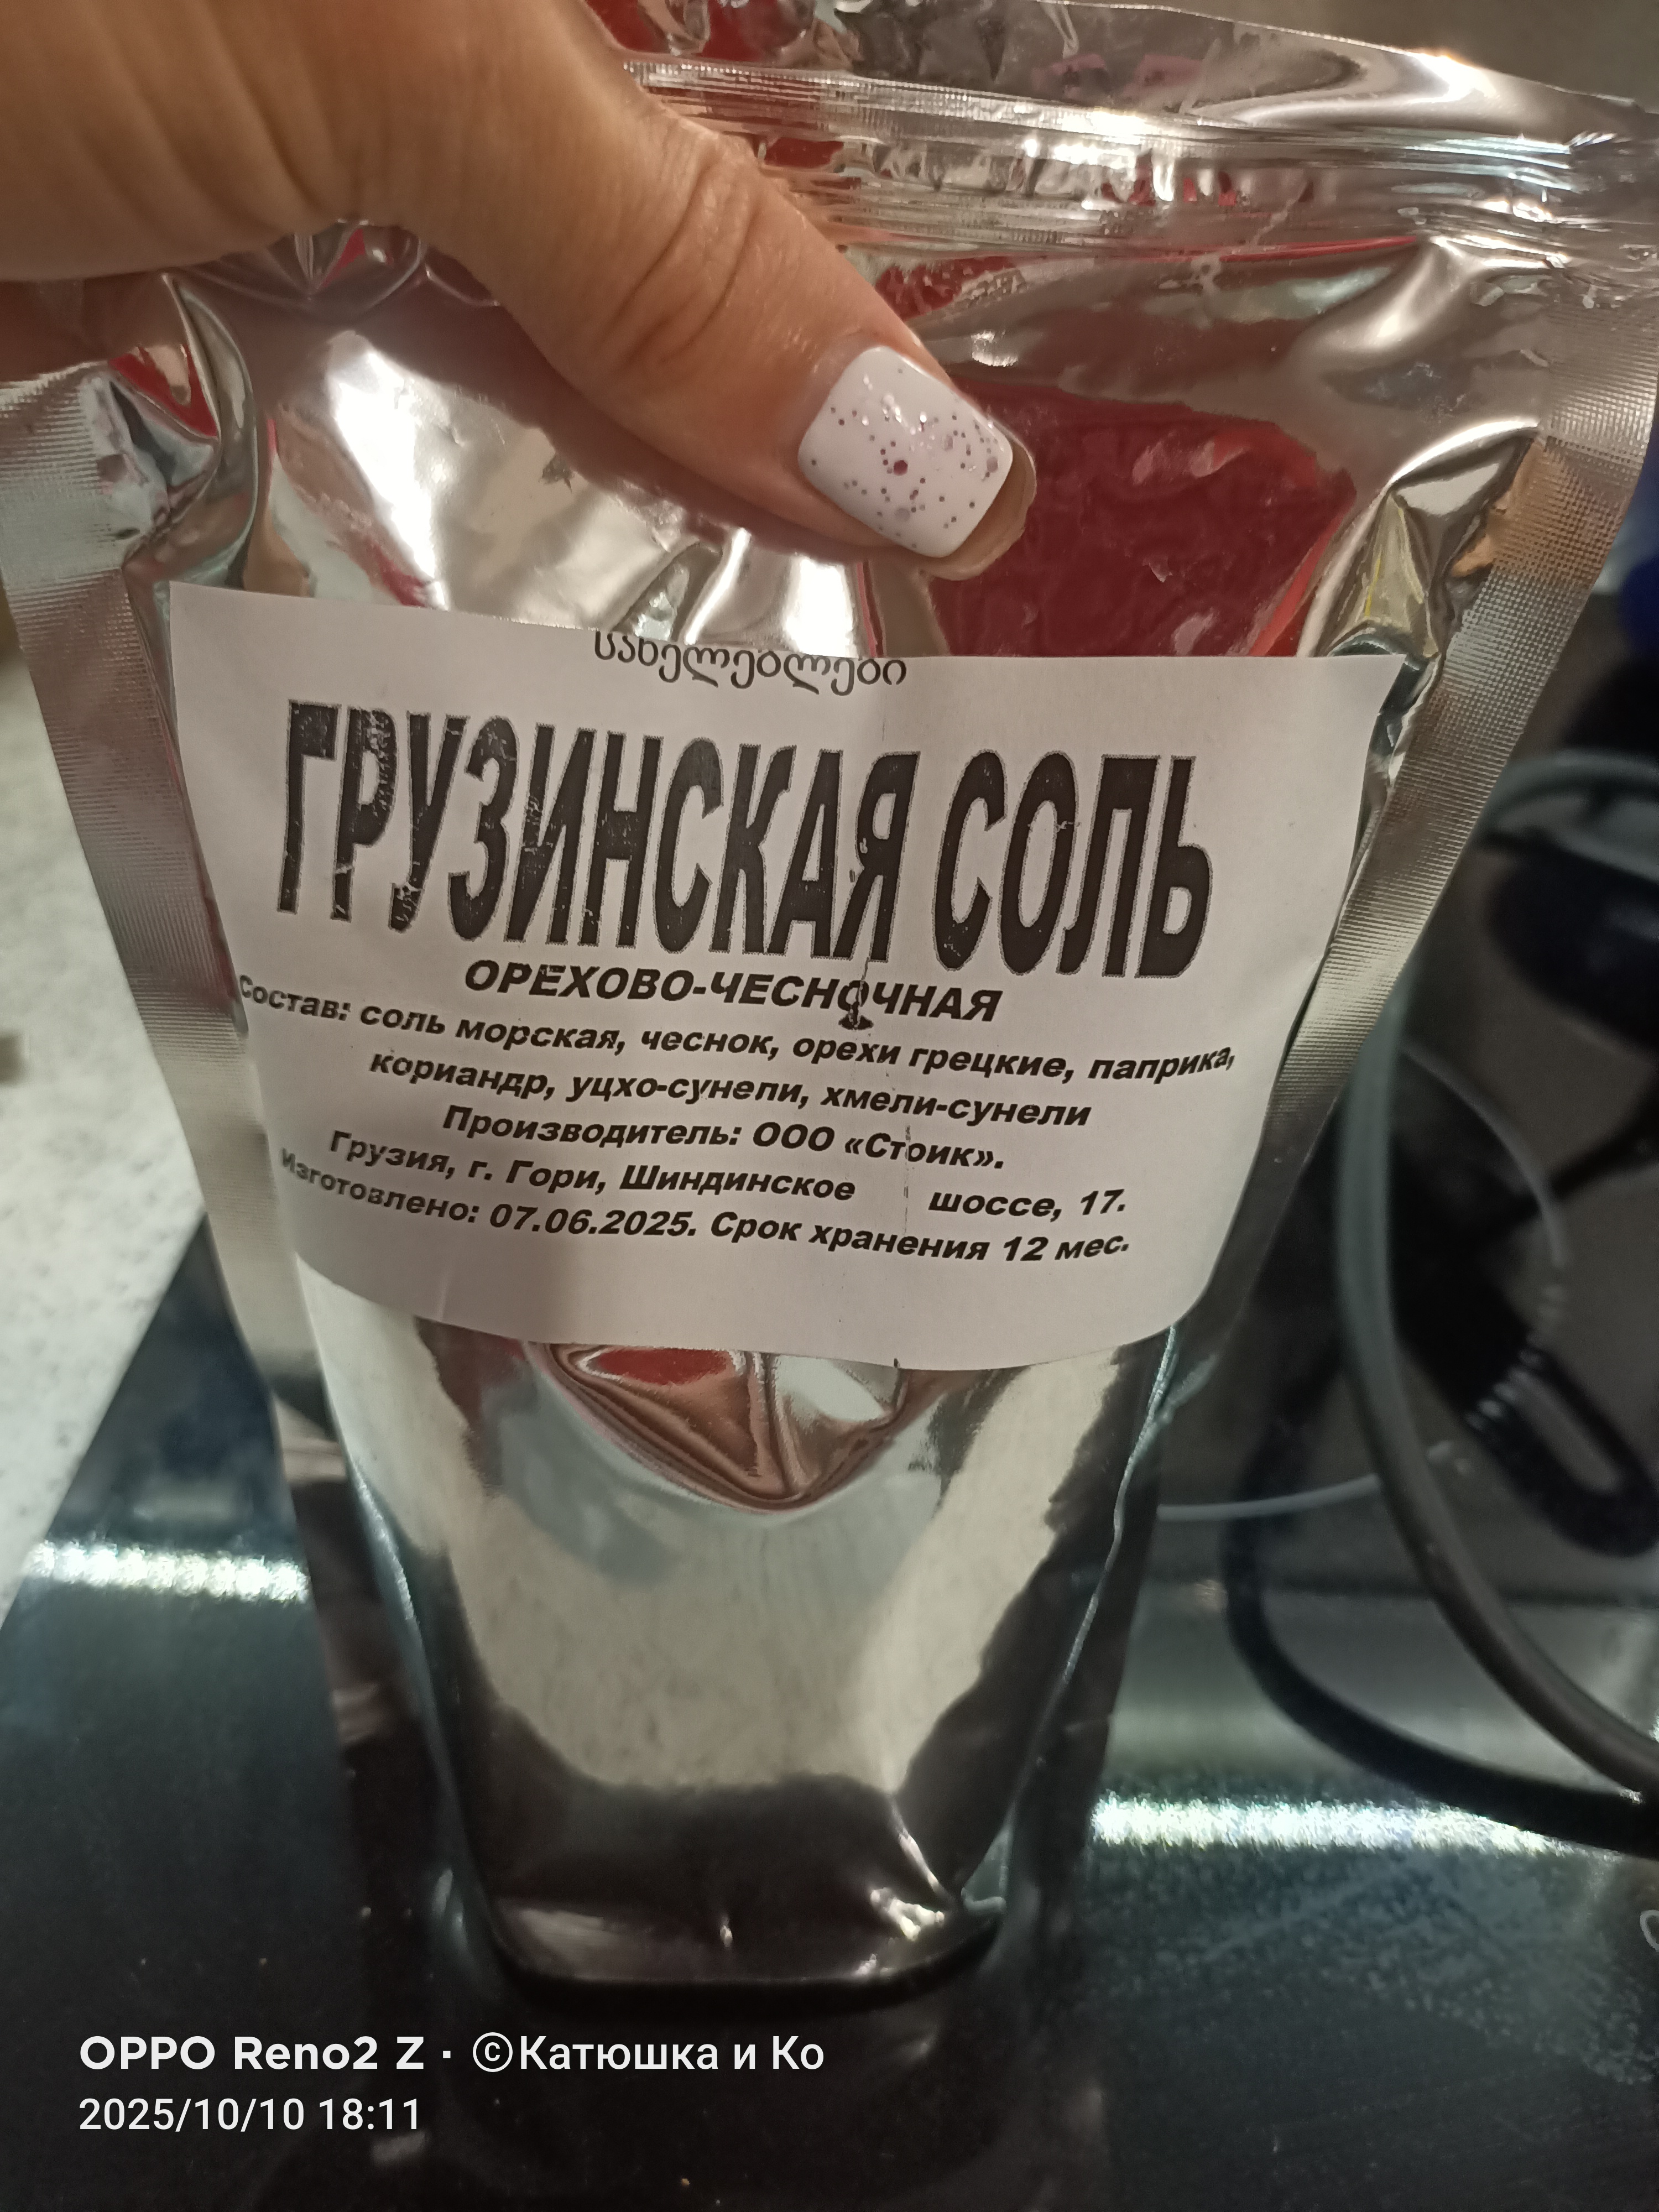 სახელებლები
ГРУЗИНСКАЯ СОЛЬ
ОРЕХОВО-ЧЕСНОЧНАЯ
Состав: соль морская, чеснок, орехи грецкие, паприка,
кориандр, уцхо-сунели, хмели-сунели
Производитель: ООО «Стоик».
Грузия, г. Гори, Шиндинское шоссе, 17.
Изготовлено: 07.06.2025. Срок хранения 12 мес.
OPPO Reno2 Z · ©Катюшка и Ко
2025/10/10 18:11